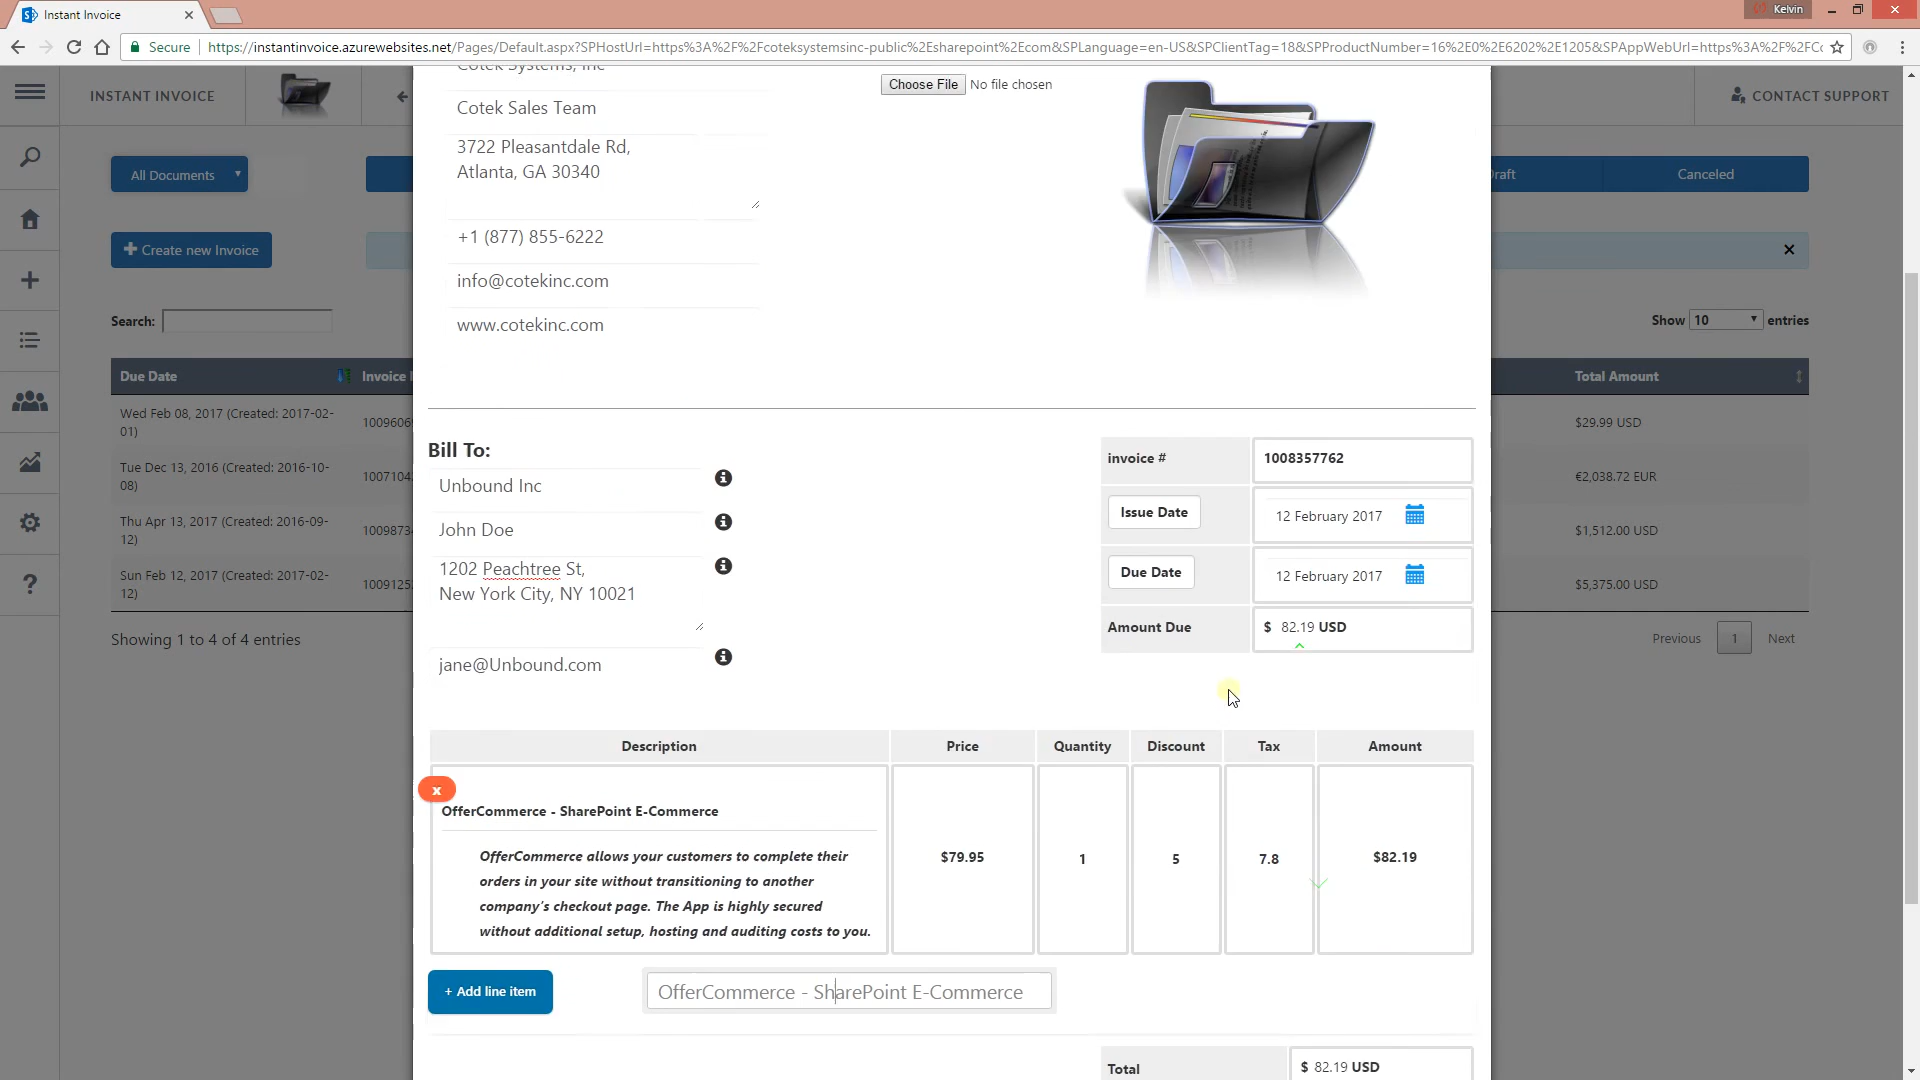 Instant Invoice
Kelvin
Secure
https://instantinvoice.azurewebsites.net/Pages/Default.aspx?SPHostUrl=https%3A%2F%2Fcoteksystemsinc-public%2Esharepoint%2Ecom&SPLanguage=en-US&SPClientTag=18&SPProductNumber=16%2E0%2E6202%2E1205&SPAppWebUrl=https%3A%2F%2FCo
INSTANT INVOICE
CONTACT SUPPORT
Cotek Systems, Inc
Choose File No file chosen
Cotek Sales Team
3722 Pleasantdale Rd,
Atlanta, GA 30340
+1 (877) 855-6222
info@cotekinc.com
www.cotekinc.com
All Documents
Draft
Canceled
+ Create new Invoice
Search:
Show 10 entries
Due Date
Invoice
Total Amount
Wed Feb 08, 2017 (Created: 2017-02-
01)
1009606
$29.99 USD
Tue Dec 13, 2016 (Created: 2016-10-
08)
1007104
€2,038.72 EUR
Thu Apr 13, 2017 (Created: 2016-09-
12)
1009873
$1,512.00 USD
Sun Feb 12, 2017 (Created: 2017-02-
12)
1009125
$5,375.00 USD
Showing 1 to 4 of 4 entries
Previous 1 Next
Bill To:
Unbound Inc
John Doe
1202 Peachtree St,
New York City, NY 10021
jane@Unbound.com
invoice # 1008357762
Issue Date 12 February 2017
Due Date 12 February 2017
Amount Due $ 82.19 USD
Description Price Quantity Discount Tax Amount
x
OfferCommerce - SharePoint E-Commerce
OfferCommerce allows your customers to complete their
orders in your site without transitioning to another
company's checkout page. The App is highly secured
without additional setup, hosting and auditing costs to you.
$79.95 1 5 7.8 $82.19
+ Add line item
OfferCommerce - SharePoint E-Commerce
Total $ 82.19 USD